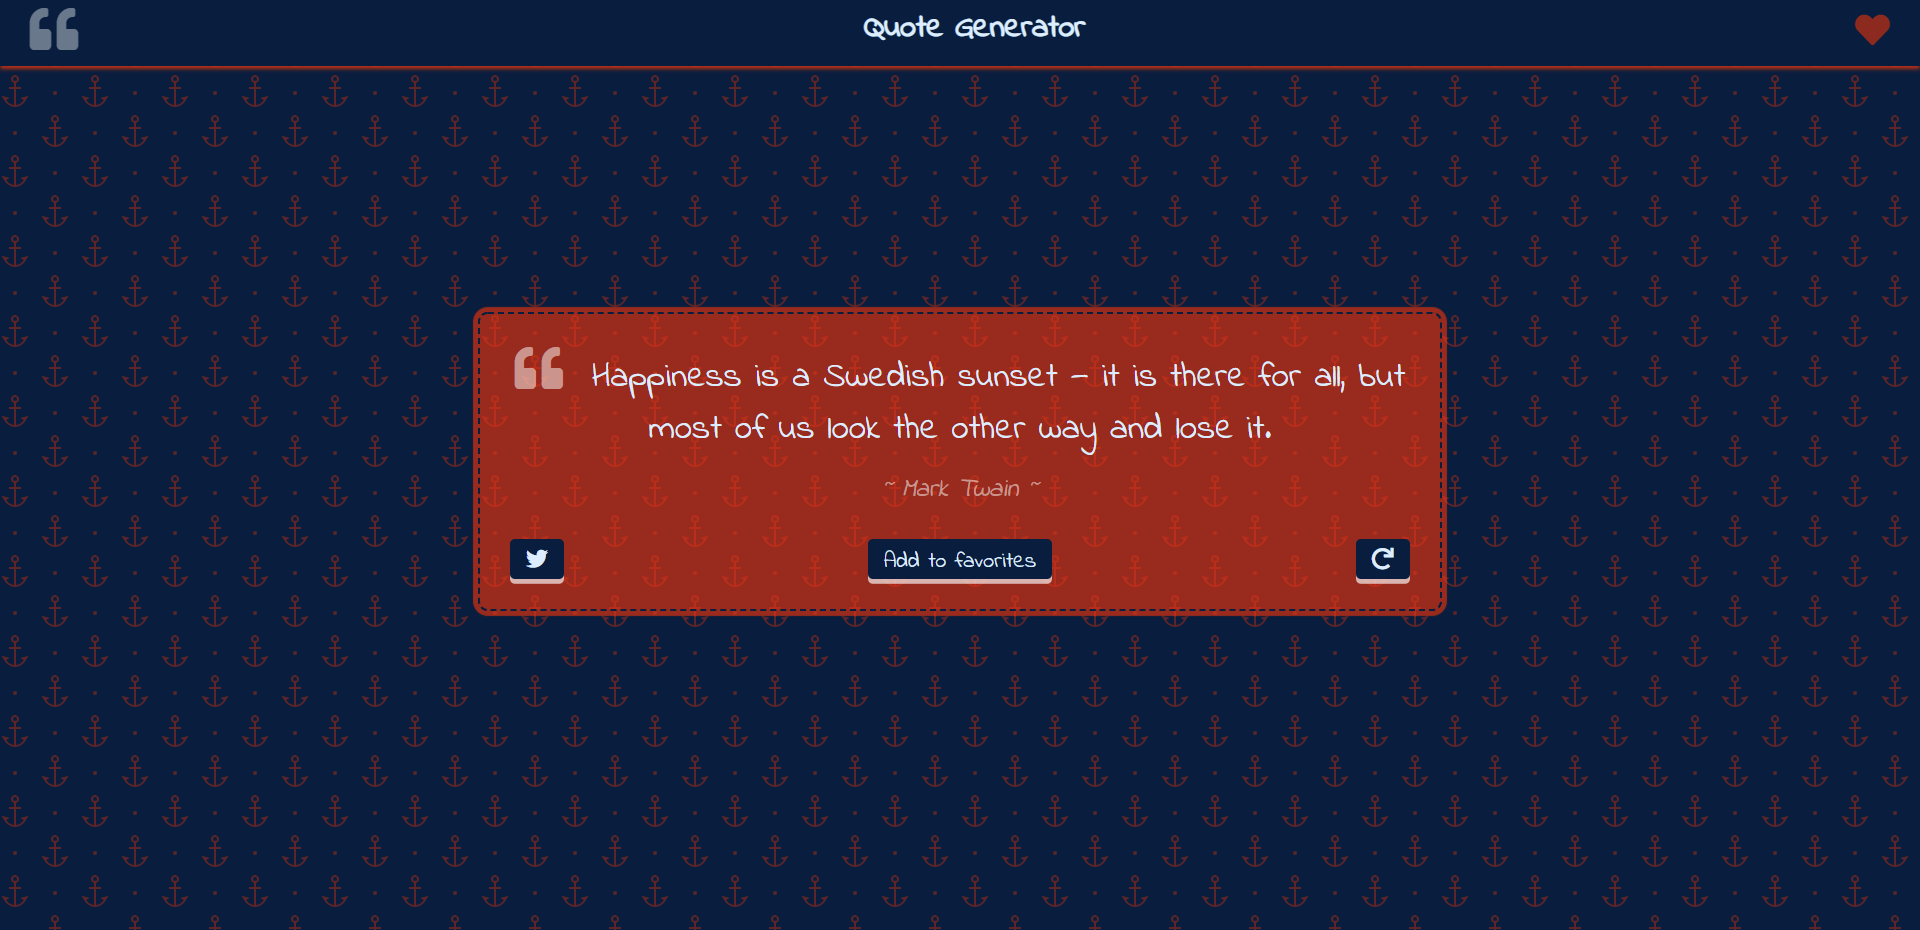 Quote Generator
Happiness is a Swedish sunset – it is there for all, but
most of us look the other way and lose it.
~ Mark Twain ~
Add to favorites